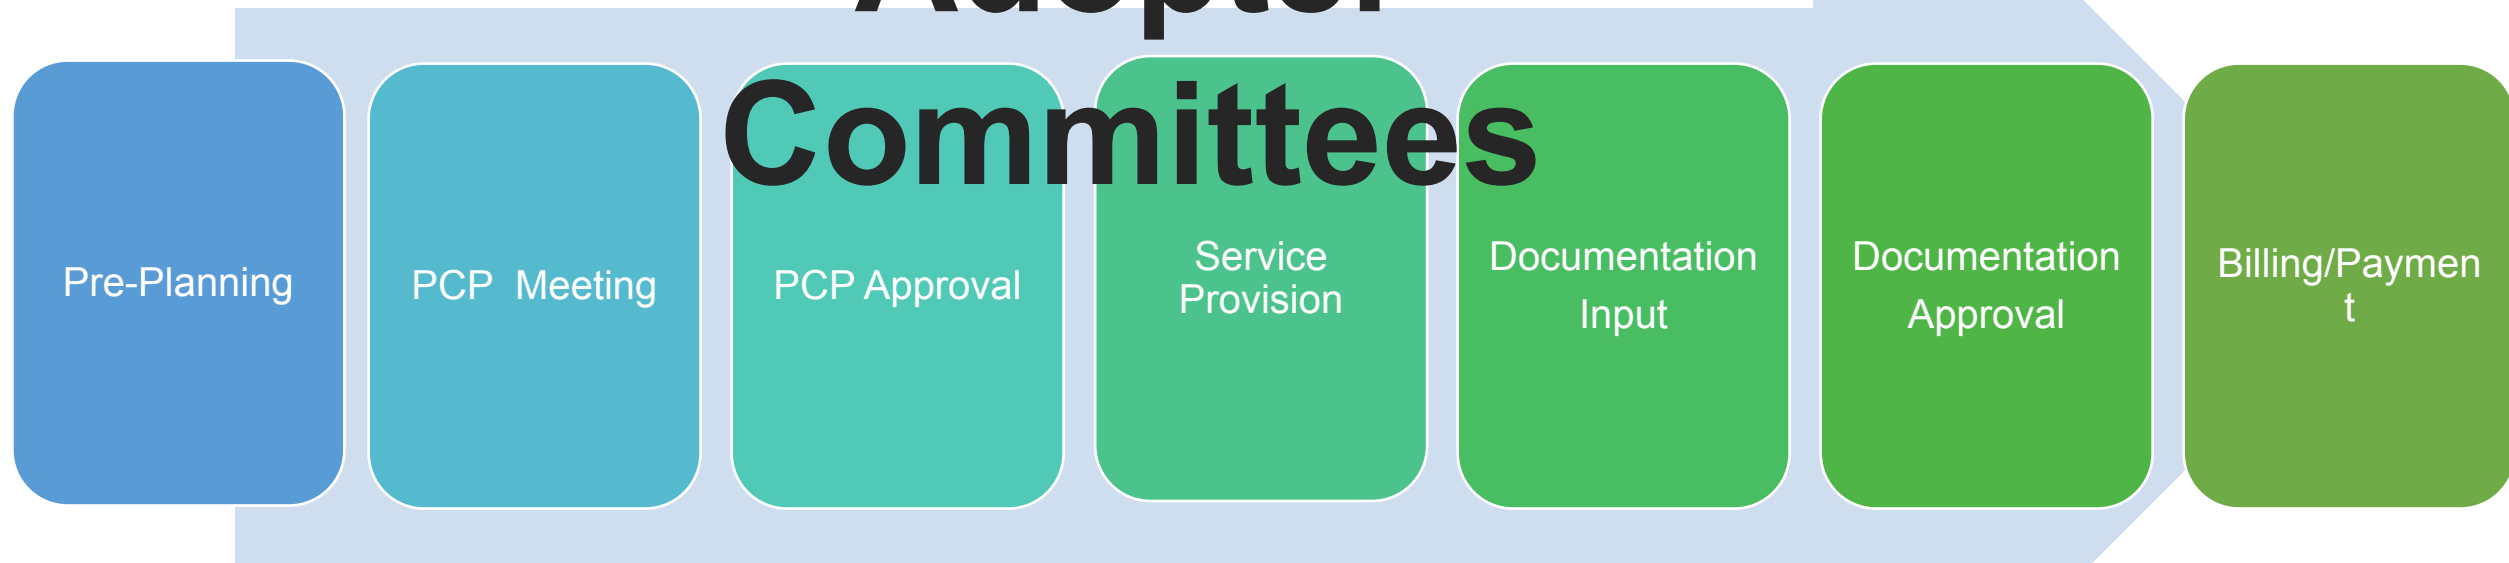 Committees
Pre-Planning
PCP Meeting
PCP Approval
Service
Provision
Documentation
Input
Documentation
Approval
Billing/Paymen
t